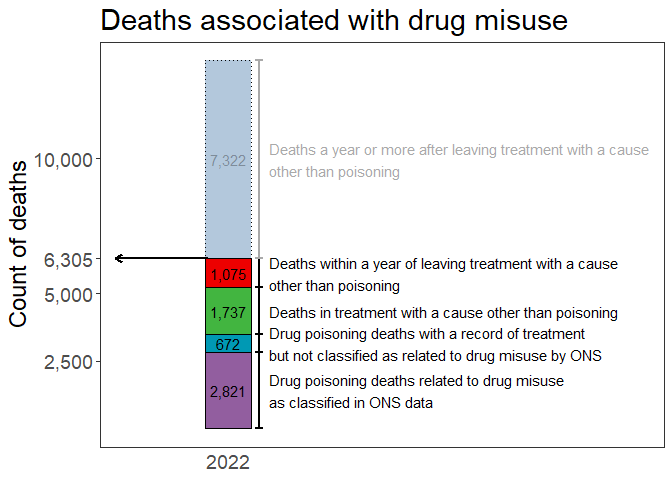 Deaths associated with drug misuse
Count of deaths
10,000
6,305
5,000
2,500
7,322
1,075
1,737
672
2,821
Deaths a year or more after leaving treatment with a cause
other than poisoning
Deaths within a year of leaving treatment with a cause
other than poisoning
Deaths in treatment with a cause other than poisoning
Drug poisoning deaths with a record of treatment
but not classified as related to drug misuse by ONS
Drug poisoning deaths related to drug misuse
as classified in ONS data
2022